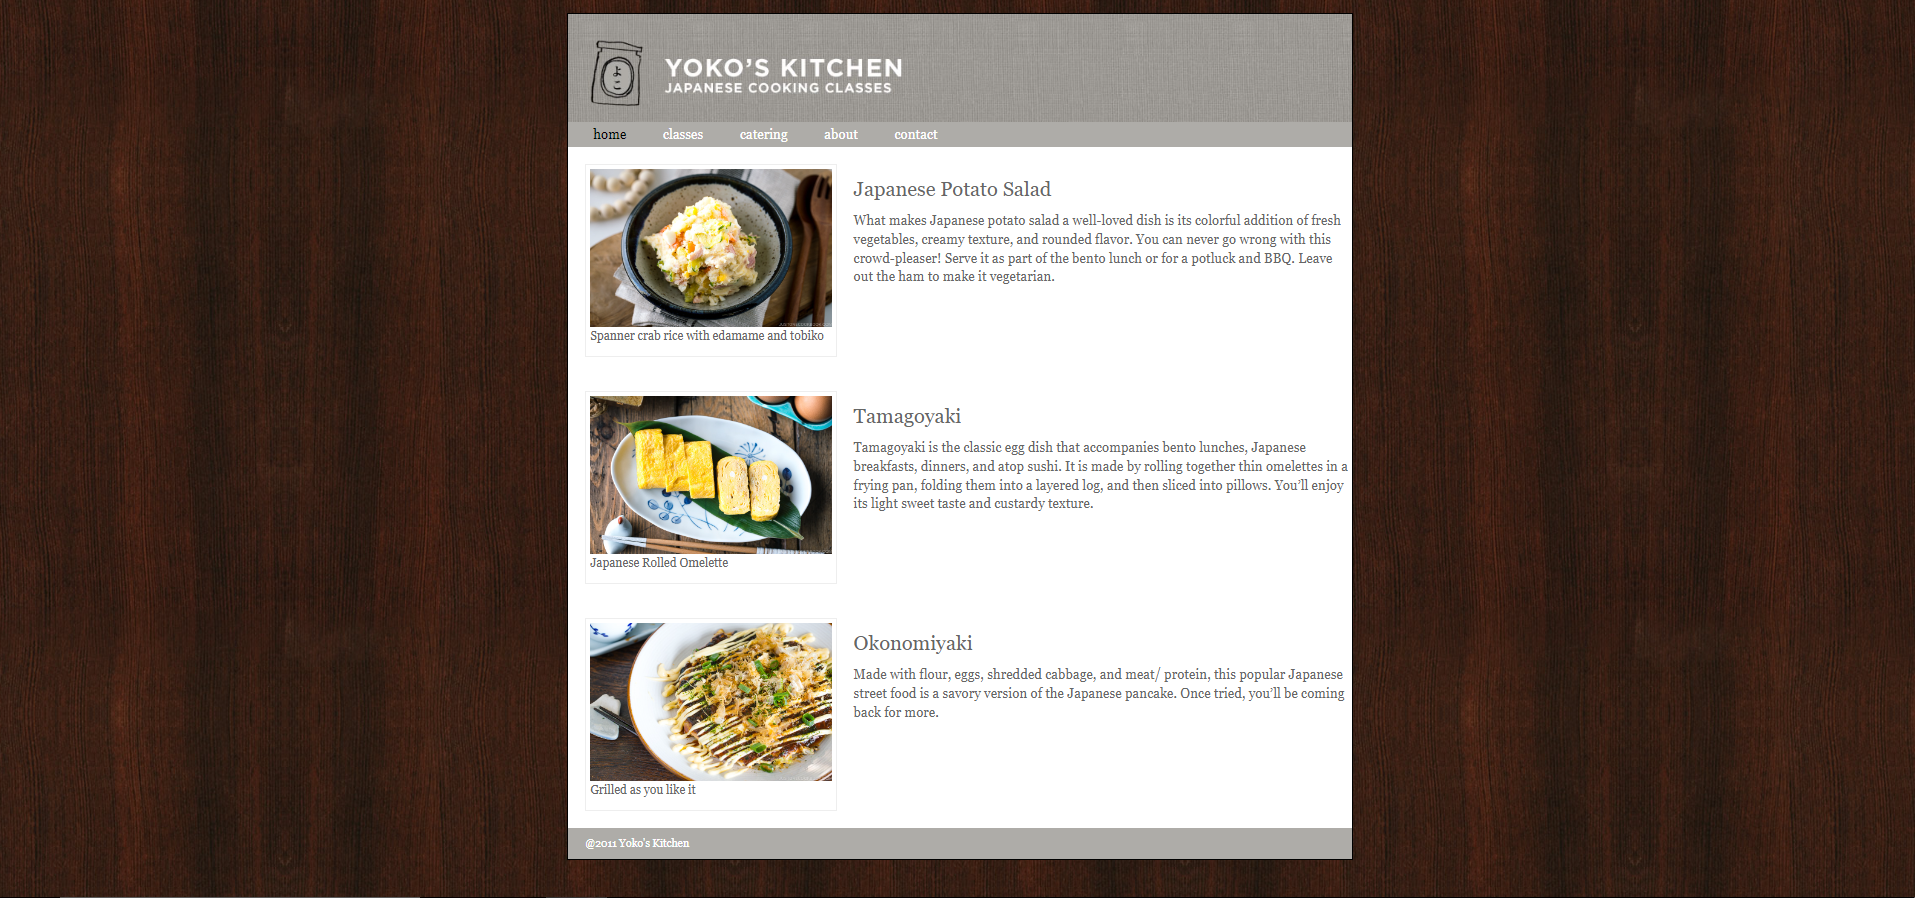 よこ
YOKO'S KITCHEN
JAPANESE COOKING CLASSES
home classes catering about contact
Japanese Potato Salad
What makes Japanese potato salad a well-loved dish is its colorful addition of fresh
vegetables, creamy texture, and rounded flavor. You can never go wrong with this
crowd-pleaser! Serve it as part of the bento lunch or for a potluck and BBQ. Leave
out the ham to make it vegetarian.
Spanner crab rice with edamame and tobiko
Tamagoyaki
Tamagoyaki is the classic egg dish that accompanies bento lunches, Japanese
breakfasts, dinners, and atop sushi. It is made by rolling together thin omelettes in a
frying pan, folding them into a layered log, and then sliced into pillows. You’ll enjoy
its light sweet taste and custardy texture.
Japanese Rolled Omelette
Okonomiyaki
Made with flour, eggs, shredded cabbage, and meat/ protein, this popular Japanese
street food is a savory version of the Japanese pancake. Once tried, you’ll be coming
back for more.
Grilled as you like it
@2011 Yoko's Kitchen